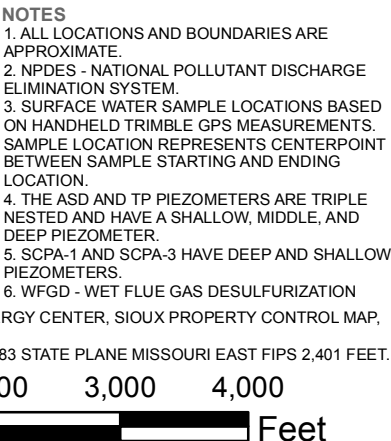 NOTES
1. ALL LOCATIONS AND BOUNDARIES ARE
APPROXIMATE.
2. NPDES - NATIONAL POLLUTANT DISCHARGE
ELIMINATION SYSTEM.
3. SURFACE WATER SAMPLE LOCATIONS BASED
ON HANDHELD TRIMBLE GPS MEASUREMENTS.
SAMPLE LOCATION REPRESENTS CENTERPOINT
BETWEEN SAMPLE STARTING AND ENDING
LOCATION.
4. THE ASD AND TP PIEZOMETERS ARE TRIPLE
NESTED AND HAVE A SHALLOW, MIDDLE, AND
DEEP PIEZOMETER.
5. SCPA-1 AND SCPA-3 HAVE DEEP AND SHALLOW
PIEZOMETERS.
6. WFGD - WET FLUE GAS DESULFURIZATION
RGY CENTER, SIOUX PROPERTY CONTROL MAP,
83 STATE PLANE MISSOURI EAST FIPS 2,401 FEET.
00 3,000 4,000
Feet